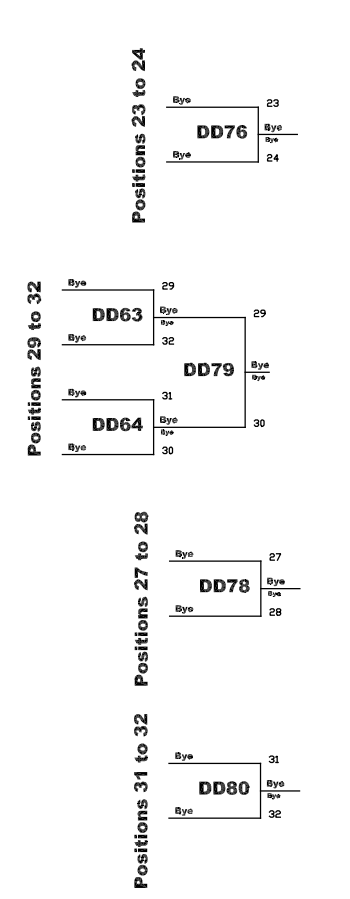 Positions 23 to 24
Bye 23
DD76 Bye
Bye
Bye 24
Positions 29 to 32
Bye 29
DD63 Bye 29
Bye
Bye 32
DD79 Bye
Bye
Bye 31
DD64 Bye 30
Bye
Bye 30
Positions 27 to 28
Bye 27
DD78 Bye
Bye
Bye 28
Positions 31 to 32
Bye 31
DD80 Bye
Bye
Bye 32